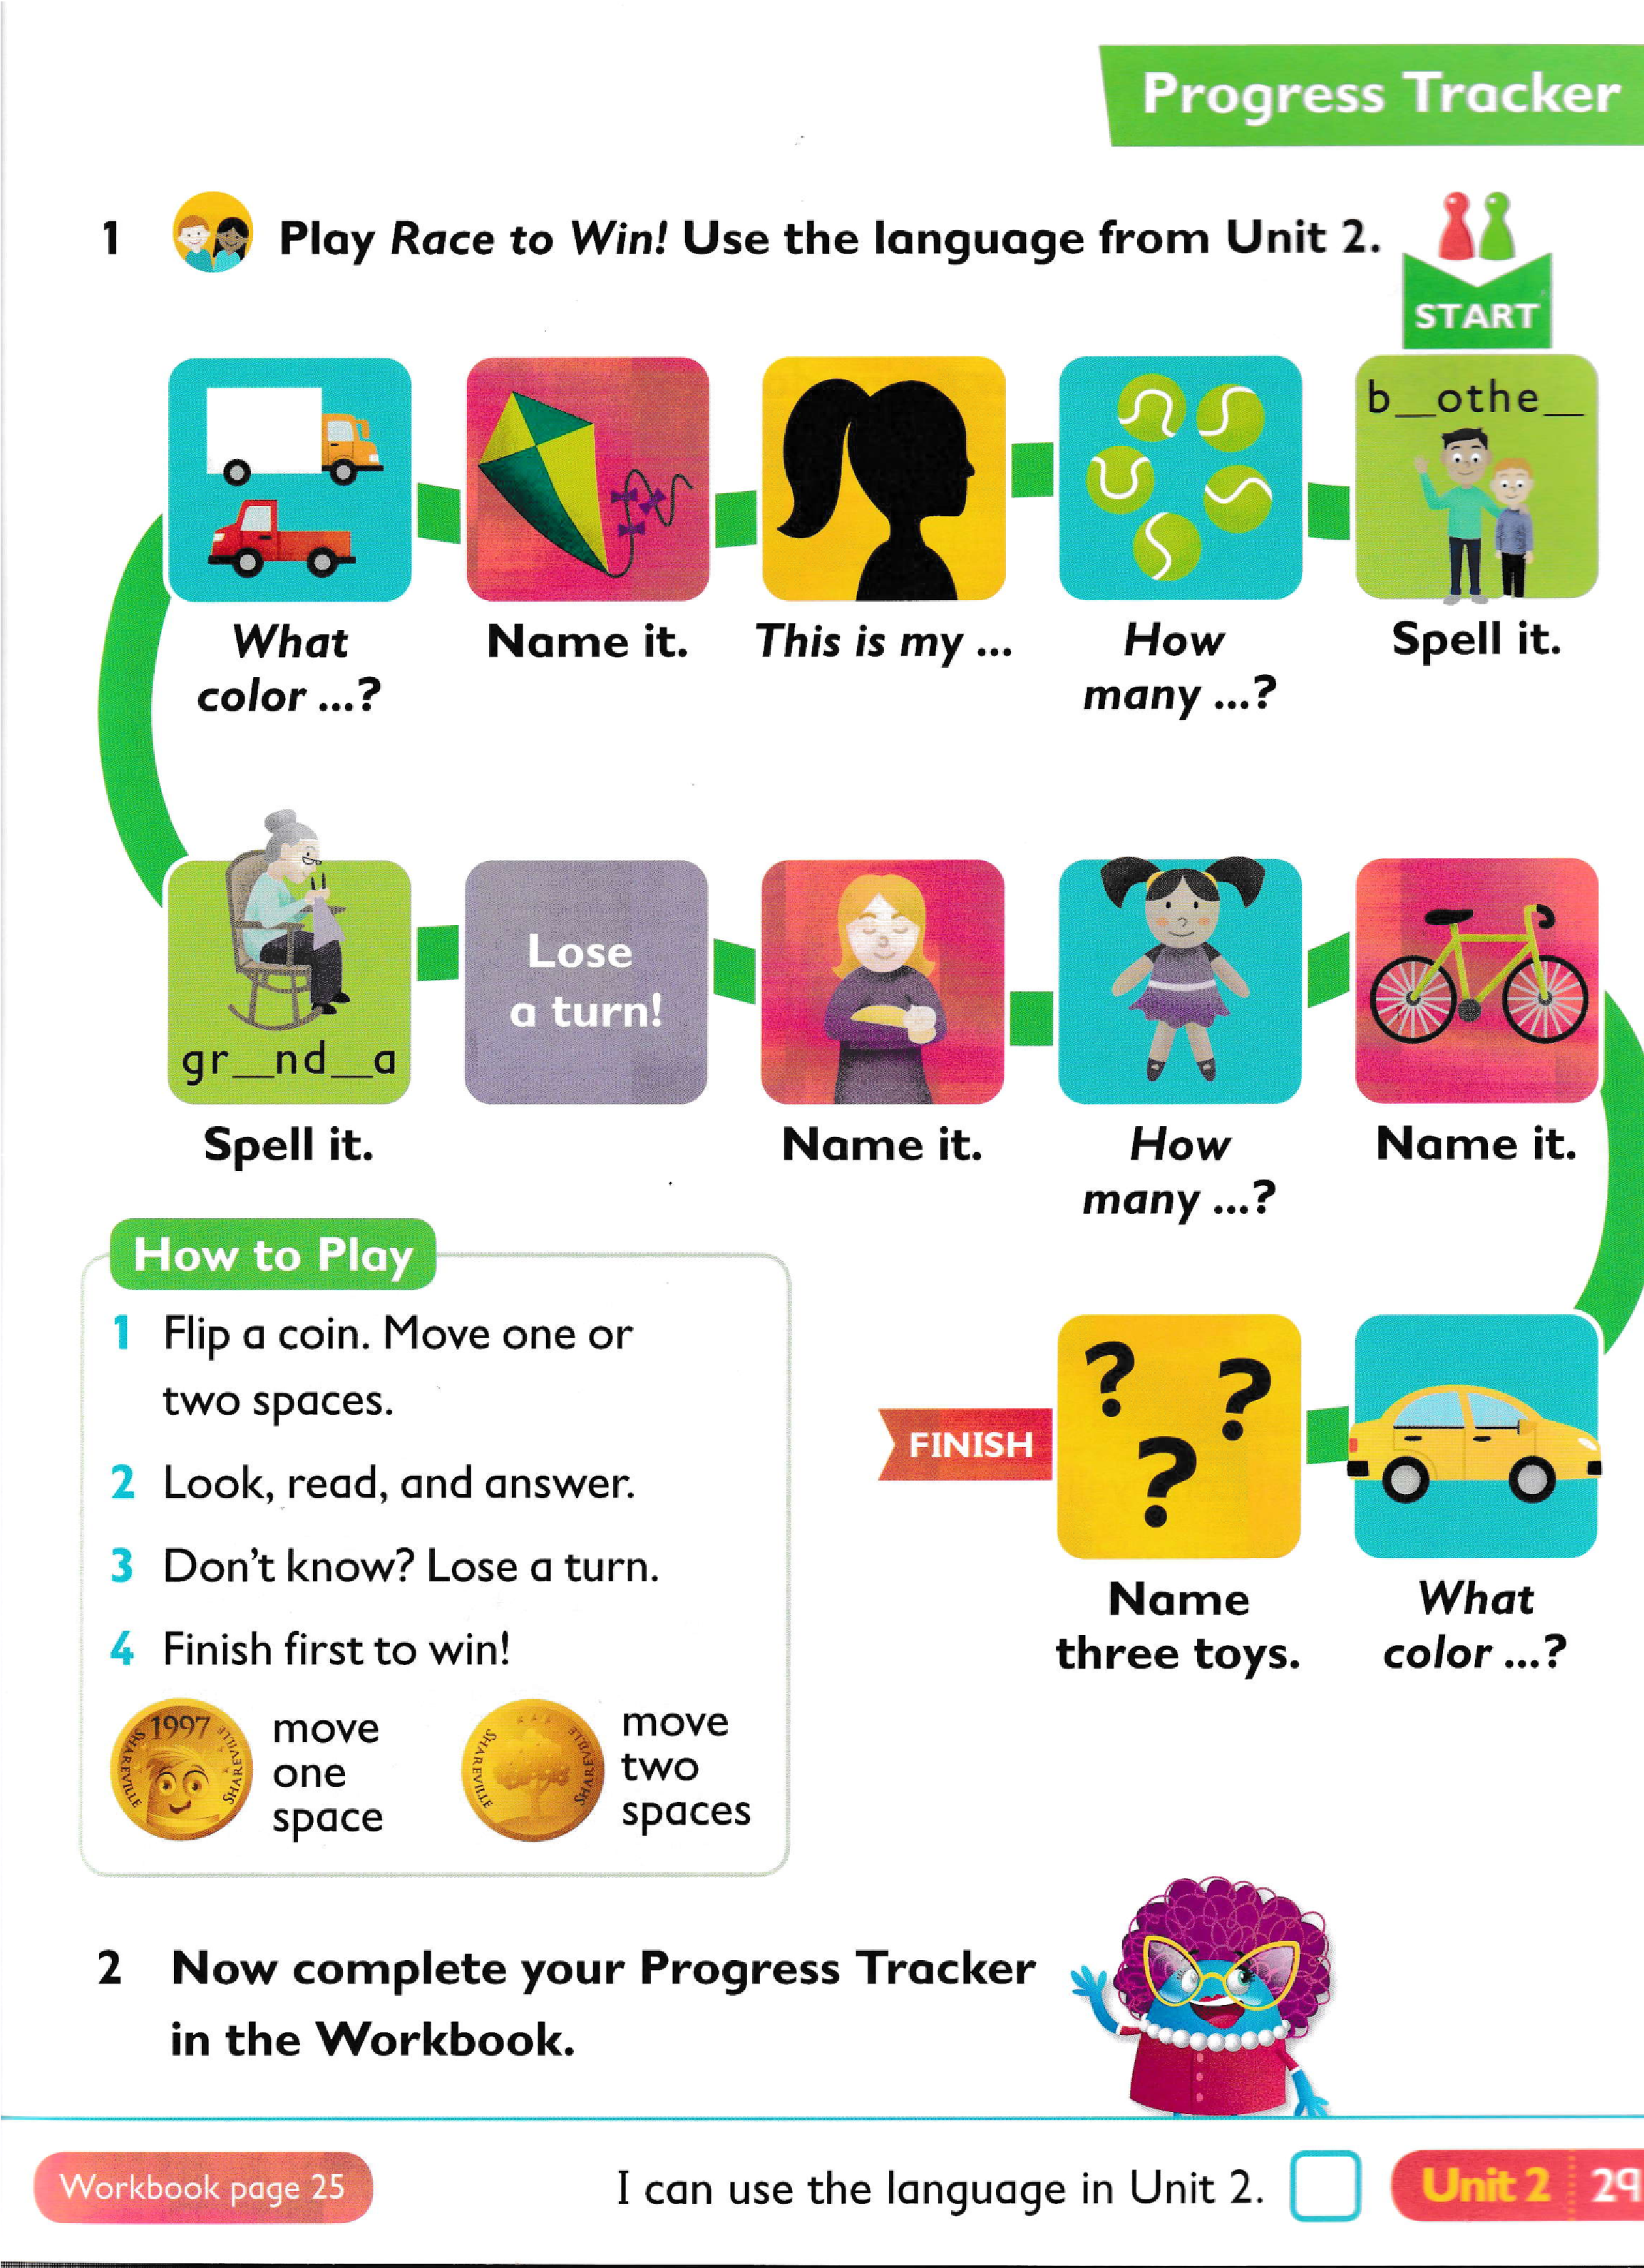 Progress Tracker
1 Play Race to Win! Use the language from Unit 2.
START
b__othe__
What
color ...?
Name it.
This is my ...
How
many ...?
Spell it.
Lose
a turn!
gr__nd__a
Spell it.
Name it.
How
many ...?
Name it.
How to Play
1 Flip a coin. Move one or
two spaces.
2 Look, read, and answer.
3 Don't know? Lose a turn.
4 Finish first to win!
1997
SHAREVILLE
SHAREVILLE
move
one
space
SHAREVILLE
SHAREVILLE
move
two
spaces
? ? ?
FINISH
Name
three toys.
What
color ...?
2 Now complete your Progress Tracker
in the Workbook.
Workbook page 25
I can use the language in Unit 2.
Unit 2 29